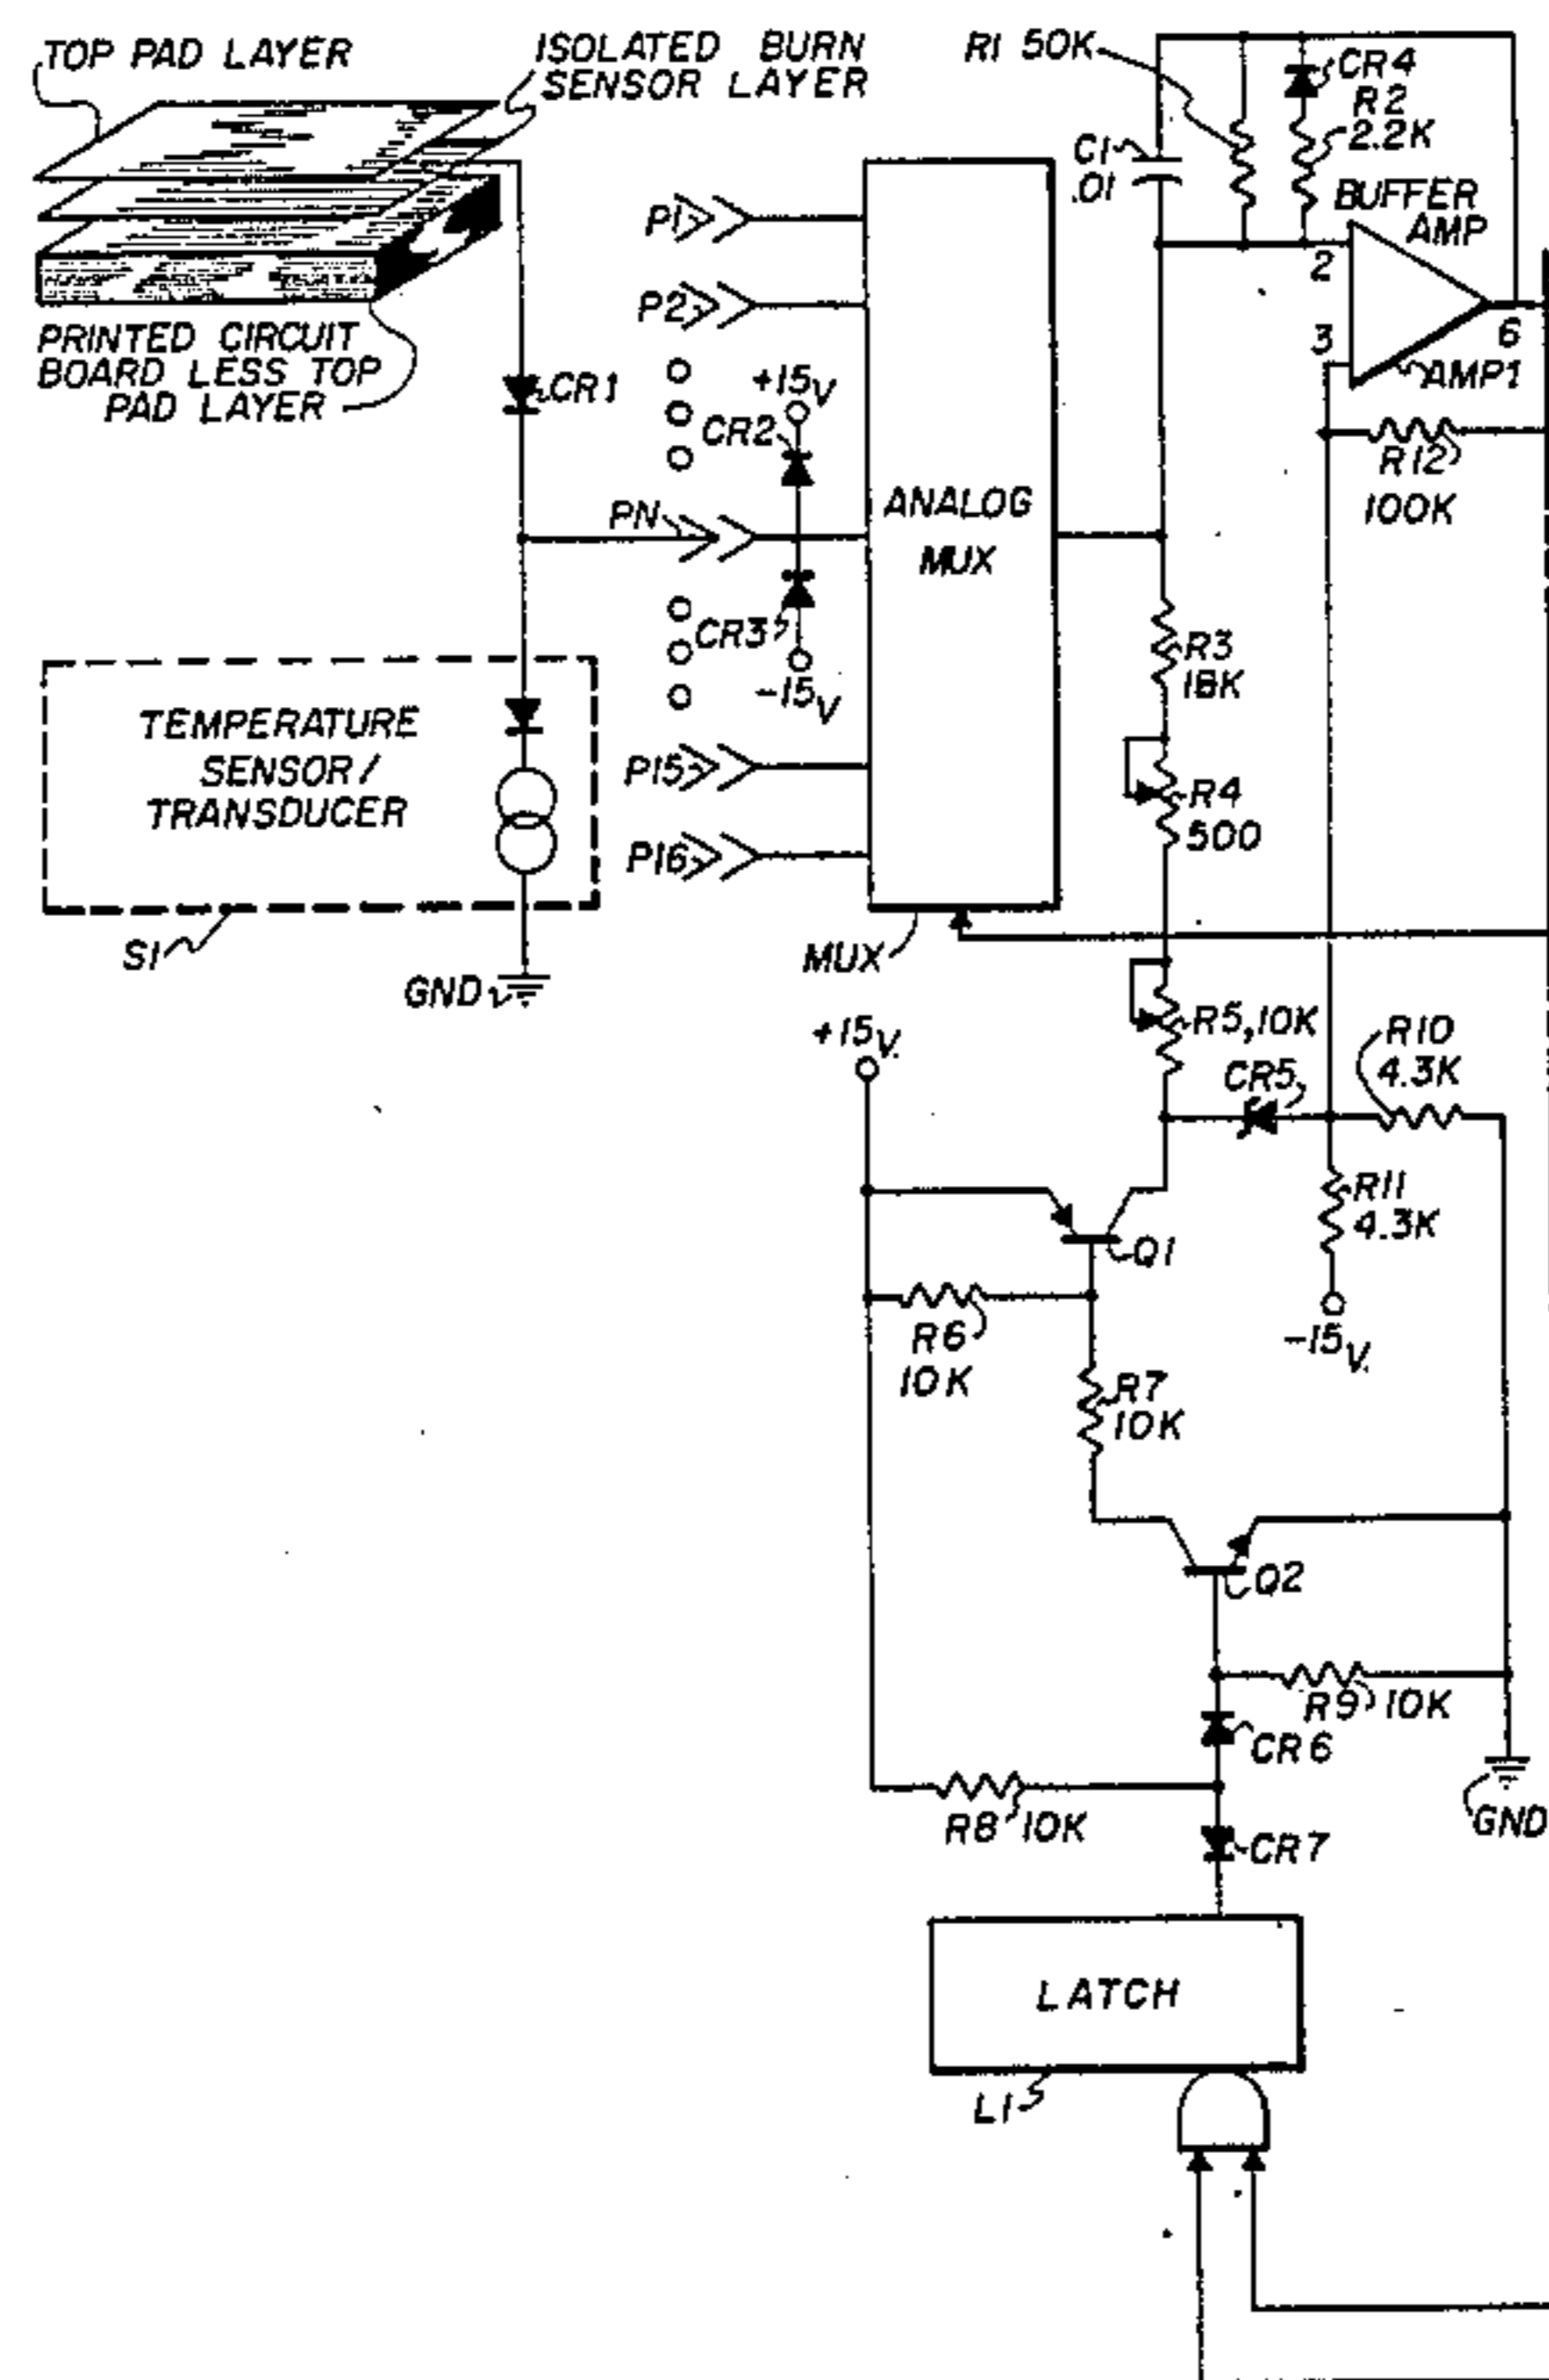 TOP PAD LAYER
ISOLATED BURN
SENSOR LAYER
PRINTED CIRCUIT
BOARD LESS TOP
PAD LAYER
CR1
TEMPERATURE
SENSOR/
TRANSDUCER
S1
GND
P1
P2
PN
P15
P16
+15V
CR2
CR3
-15V
ANALOG
MUX
MUX
R1 50K
CR4
R2
2.2K
C1
.01
BUFFER
AMP
2
3
6
AMP1
R12
100K
R3
18K
R4
500
R5,10K
+15V.
CR5
R10
4.3K
R11
4.3K
-15V.
Q1
R6
10K
R7
10K
Q2
R9 10K
CR6
R8 10K
CR7
GND
LATCH
L1